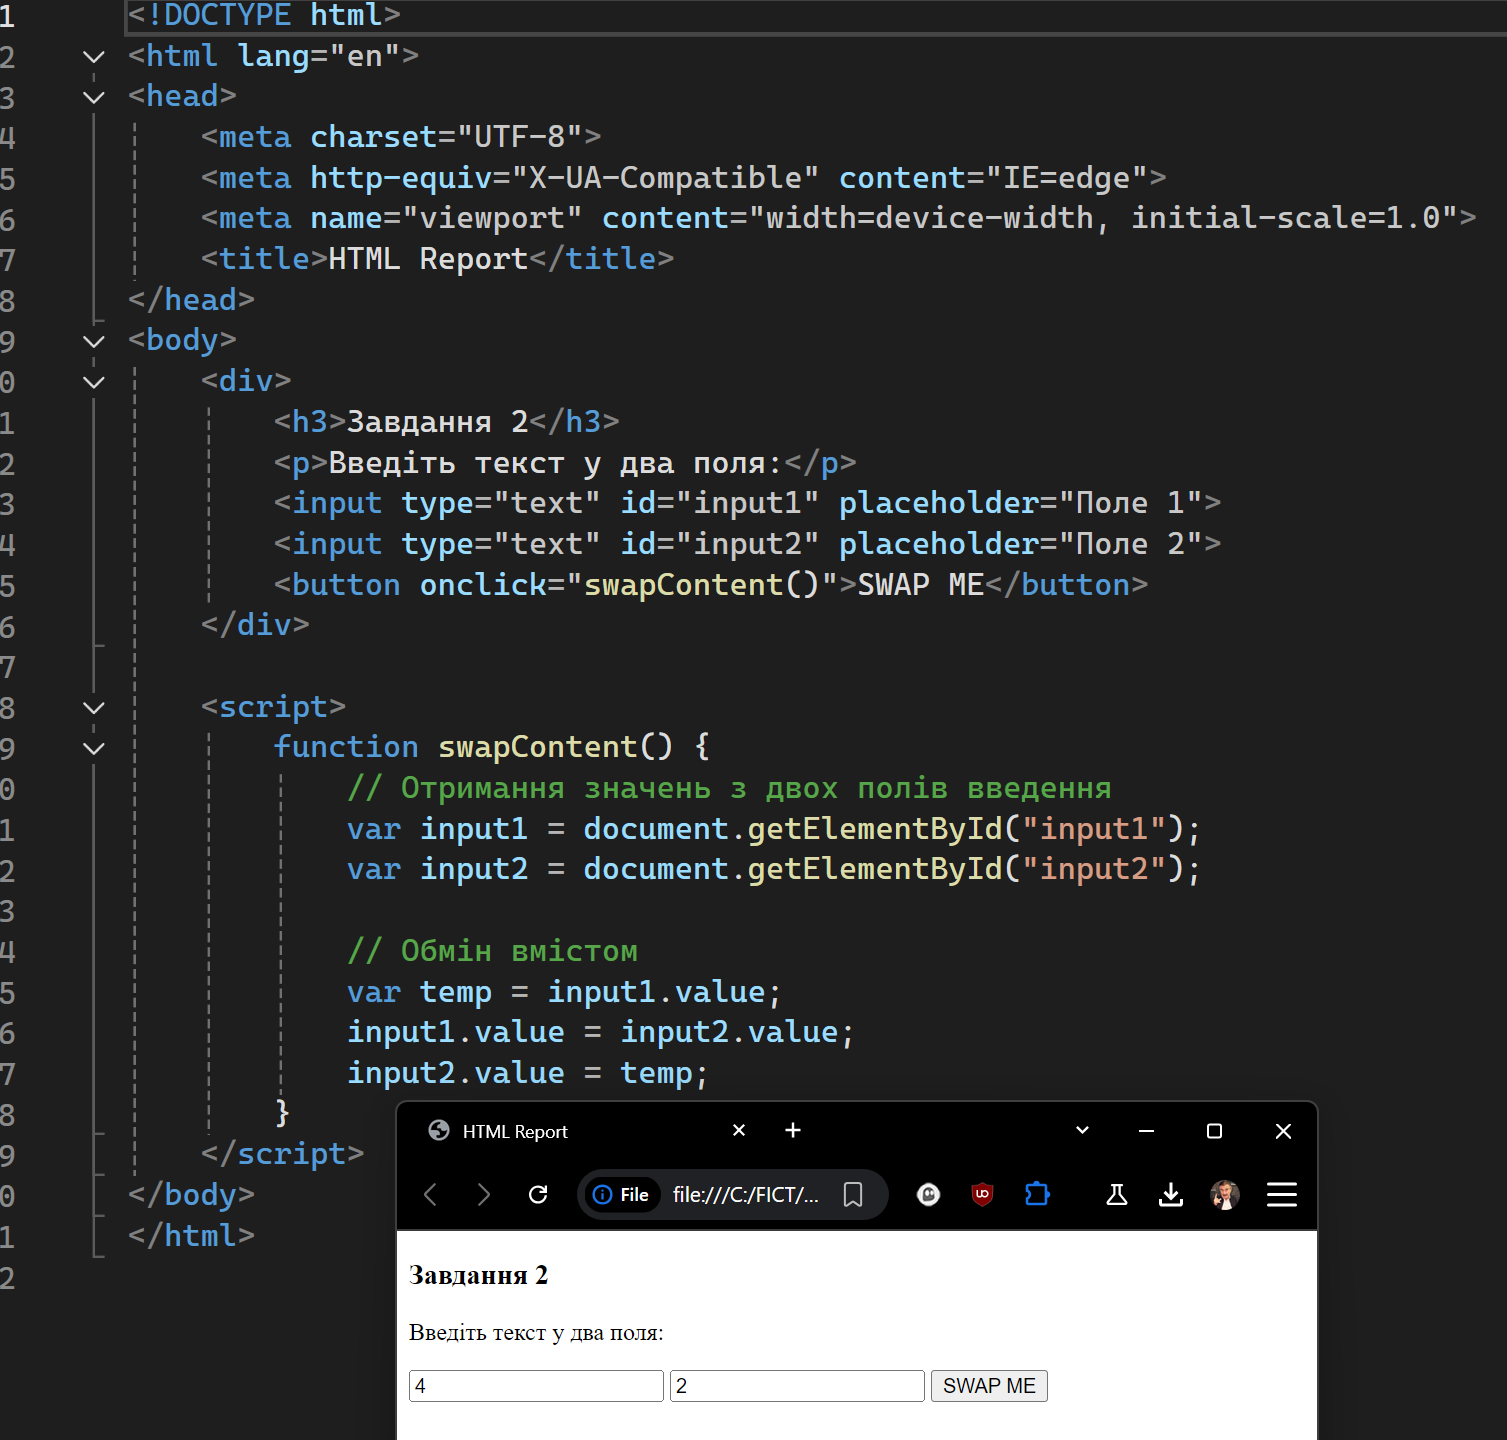 1 <!DOCTYPE html>
2 <html lang="en">
3 <head>
4 <meta charset="UTF-8">
5 <meta http-equiv="X-UA-Compatible" content="IE=edge">
6 <meta name="viewport" content="width=device-width, initial-scale=1.0">
7 <title>HTML Report</title>
8 </head>
9 <body>
0 <div>
1 <h3>Завдання 2</h3>
2 <p>Введіть текст у два поля:</p>
3 <input type="text" id="input1" placeholder="Поле 1">
4 <input type="text" id="input2" placeholder="Поле 2">
5 <button onclick="swapContent()">SWAP ME</button>
6 </div>
7
8 <script>
9 function swapContent() {
0 // Отримання значень з двох полів введення
1 var input1 = document.getElementById("input1");
2 var input2 = document.getElementById("input2");
3
4 // Обмін вмістом
5 var temp = input1.value;
6 input1.value = input2.value;
7 input2.value = temp;
8 }
9 </script>
0 </body>
1 </html>
2
HTML Report
File file:///C:/FICT/...
Завдання 2
Введіть текст у два поля:
4 2 SWAP ME